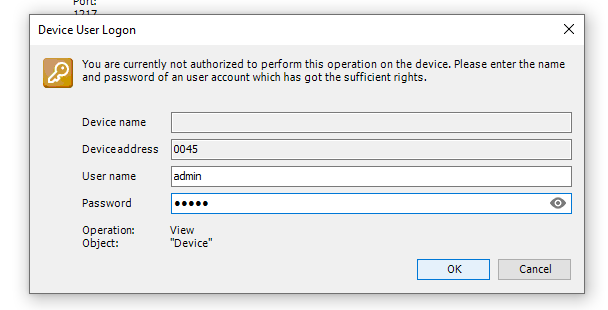 Port:
1217
Device User Logon
You are currently not authorized to perform this operation on the device. Please enter the name
and password of an user account which has got the sufficient rights.
Device name
Device address 0045
User name admin
Password •••••
Operation: View
Object: "Device"
OK Cancel